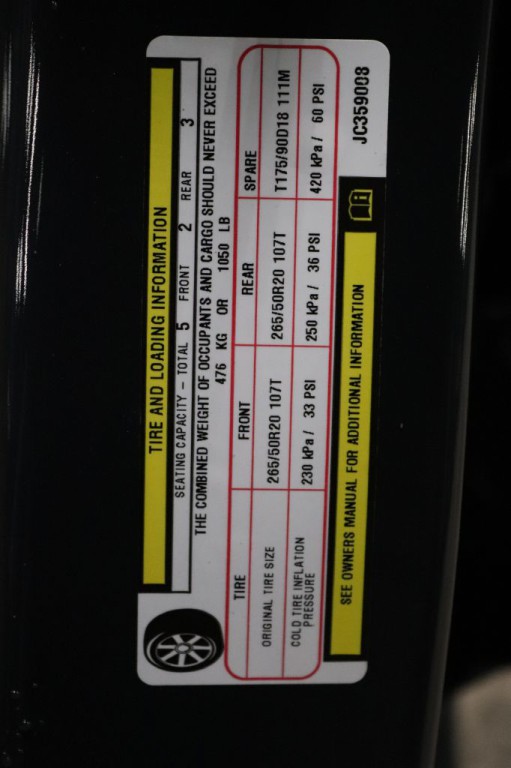 TIRE AND LOADING INFORMATION
SEATING CAPACITY – TOTAL 5 FRONT 2 REAR 3
THE COMBINED WEIGHT OF OCCUPANTS AND CARGO SHOULD NEVER EXCEED
476 KG OR 1050 LB
TIRE FRONT REAR SPARE
ORIGINAL TIRE SIZE 265/50R20 107T 265/50R20 107T T175/90D18 111M
COLD TIRE INFLATION PRESSURE 230 kPa / 33 PSI 250 kPa / 36 PSI 420 kPa / 60 PSI
SEE OWNERS MANUAL FOR ADDITIONAL INFORMATION
JC359008